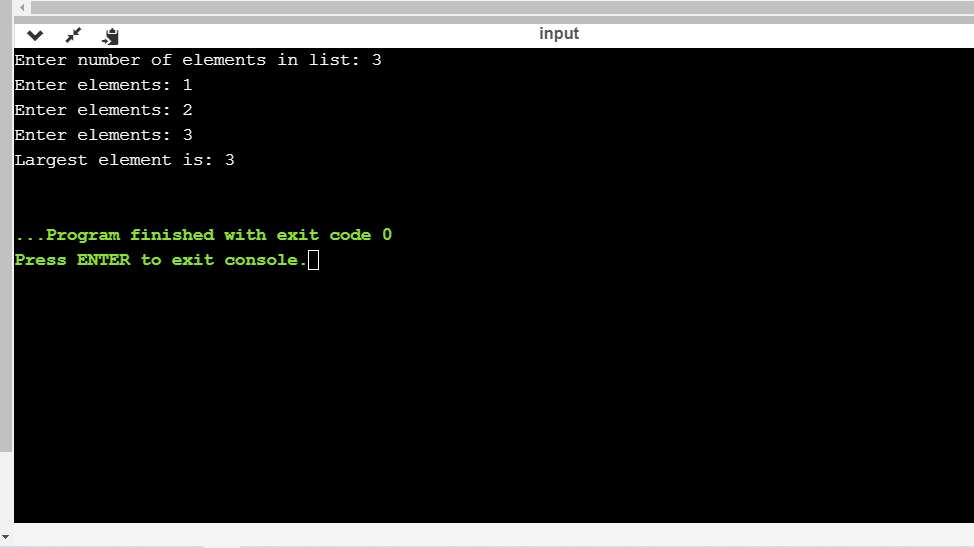 input
Enter number of elements in list: 3
Enter elements: 1
Enter elements: 2
Enter elements: 3
Largest element is: 3
...Program finished with exit code 0
Press ENTER to exit console.